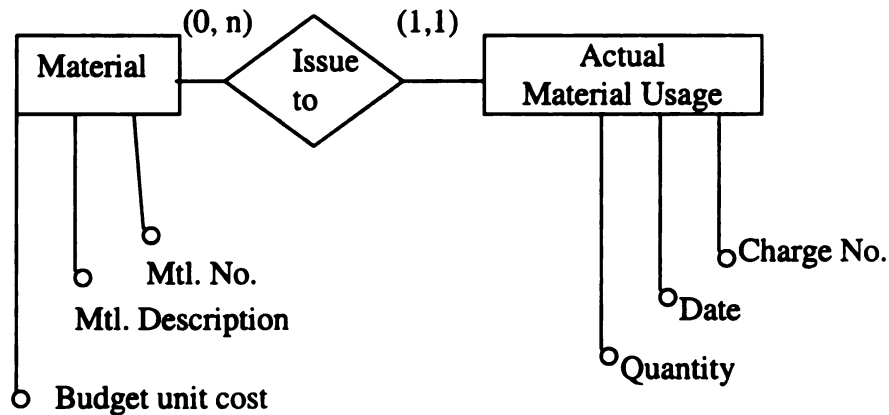 (0, n)
(1,1)
Material
Issue
to
Actual
Material Usage
Charge No.
Mtl. No.
Date
Mtl. Description
Quantity
Budget unit cost